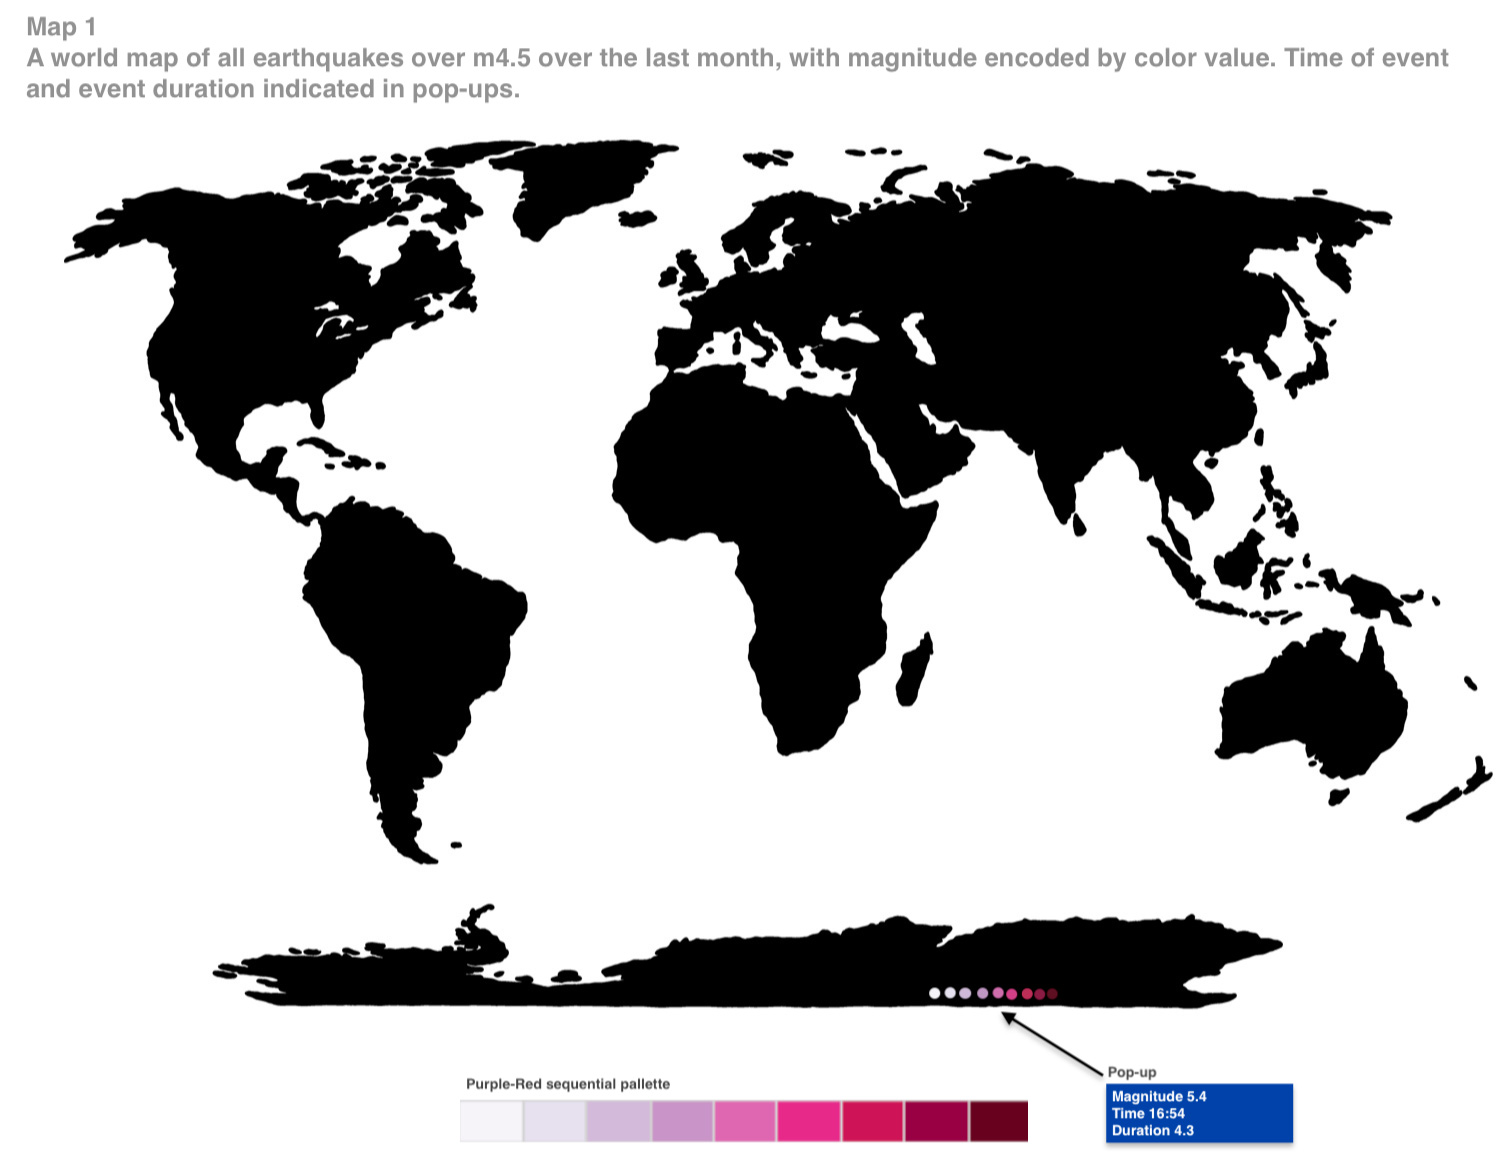 Map 1
A world map of all earthquakes over m4.5 over the last month, with magnitude encoded by color value. Time of event
and event duration indicated in pop-ups.
Pop-up
Purple-Red sequential pallette
Magnitude 5.4
Time 16:54
Duration 4.3